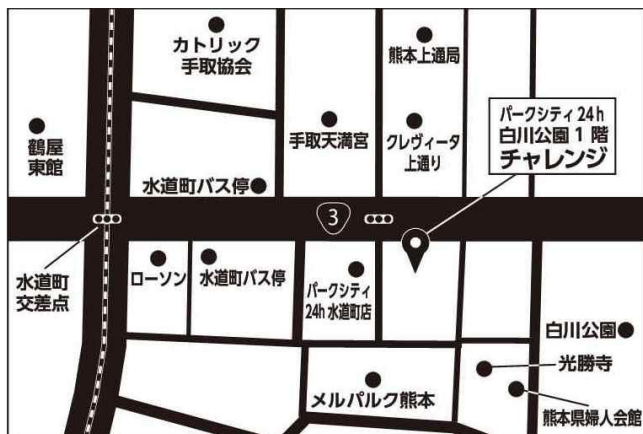 カトリック
手取協会
熊本上通局
パークシティ24h
白川公園1階
チャレンジ
鶴屋
東館
手取天満宮
クレヴィータ
上通り
水道町バス停
3
水道町
交差点
ローソン
水道町バス停
パークシティ
24h水道町店
白川公園
光勝寺
メルパルク熊本
熊本県婦人会館